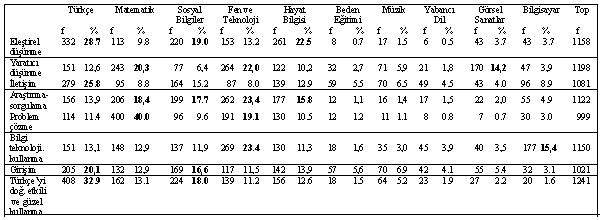 Türkçe Matematik Sosyal Bilgiler Fen ve Teknoloji Hayat Bilgisi Beden Eğitimi Müzik Yabancı Dil Görsel Sanatlar Bilgisayar Top
f % f % f % f % f % f % f % f % f % f % f
Eleştirel düşünme 332 28.7 113 9.8 220 19.0 153 13.2 261 22.5 8 0.7 17 1.5 6 0.5 43 3.7 43 3.7 1158
Yaratıcı düşünme 151 12,6 243 20,3 77 6,4 264 22,0 122 10,2 32 2,7 71 5,9 21 1,8 170 14,2 47 3,9 1198
İletişim 279 25.8 95 8.8 164 15.2 87 8.0 139 12.9 59 5.5 70 6.5 49 4.5 43 4.0 96 8.9 1081
Araştırma-sorgulama 156 13,9 206 18,4 199 17,7 262 23,4 177 15,8 12 1,1 16 1,4 17 1,5 22 2,0 55 4,9 1122
Problem çözme 114 11.4 400 40.0 96 9.6 191 19.1 130 10.5 12 1.2 11 1.1 8 0.8 7 0.7 30 3.0 999
Bilgi teknoloji. kullanma 151 13.1 148 12,9 137 11,9 269 23.4 130 11,3 18 1,6 35 3,0 45 3,9 40 3,5 177 15,4 1150
Girişim 205 20,1 132 12,9 169 16,6 117 11,5 142 13,9 57 5,6 70 6,9 42 4.1 55 5.4 32 3.1 1021
Türkçe'yi doğ. etkili ve güzel kullanma 408 32.9 162 13.1 224 18.0 139 11.2 156 12.6 18 1.5 64 5.2 23 1.9 27 2.2 20 1.6 1241